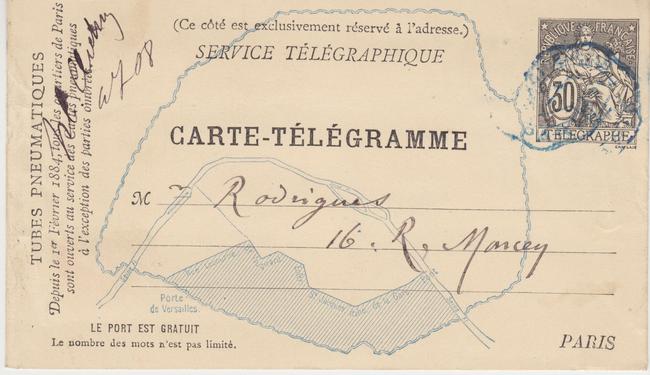 (Ce côté est exclusivement réservé à l'adresse.)
SERVICE TÉLÉGRAPHIQUE
RÉPUBLIQUE FRANÇAISE
30
TÉLÉGRAPHE
CARTE-TÉLÉGRAMME
TUBES PNEUMATIQUES
Depuis le 1er Février 1884, tous les quartiers de Paris
sont ouverts au service des cartes pneumatiques
à l'exception des parties ombrées
M Rodrigues
16. R.
Porte
de Versailles.
LE PORT EST GRATUIT
Le nombre des mots n'est pas limité.
PARIS